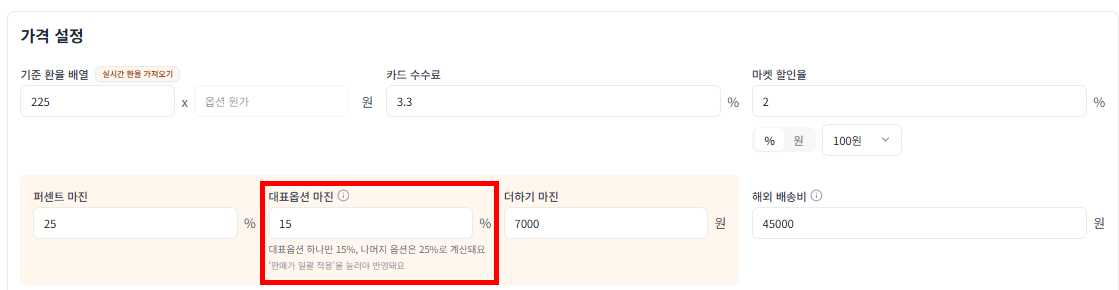 가격 설정
기준 환율 배열 실시간 환율 가져오기
225 x 옵션 원가 원
카드 수수료
3.3 %
마켓 할인율
2 %
% 원 100원
퍼센트 마진
25 %
대표옵션 마진
15 %
대표옵션 하나만 15%, 나머지 옵션은 25%로 계산돼요
'판매가 일괄 적용'을 눌러야 반영돼요
더하기 마진
7000 원
해외 배송비
45000 원